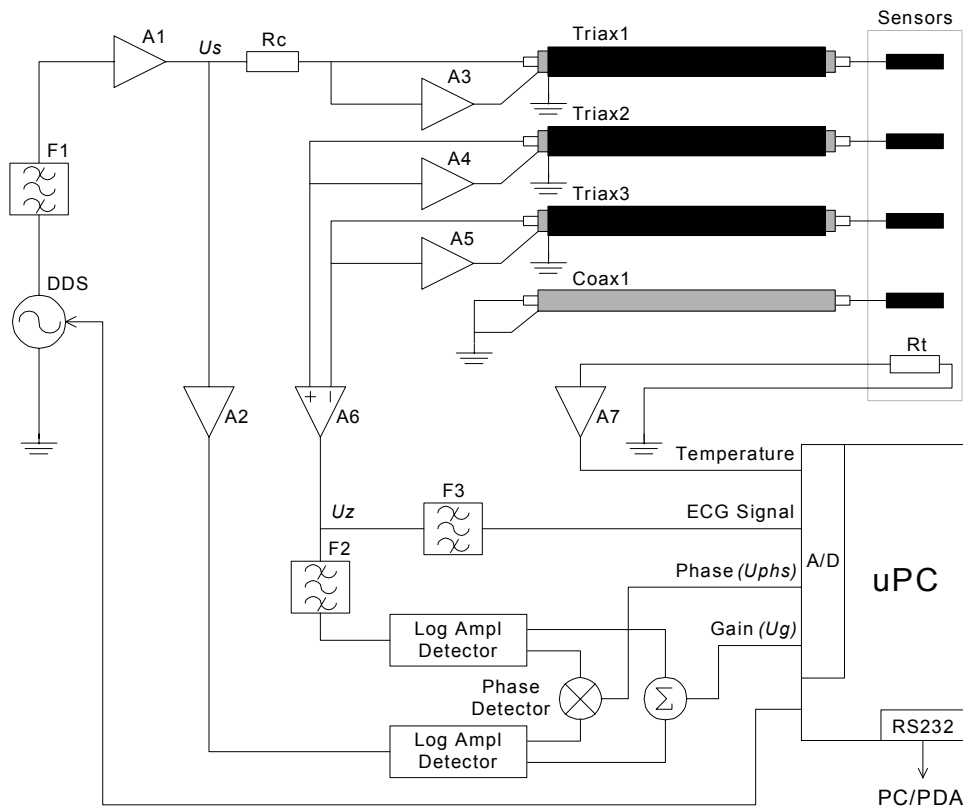 Sensors
A1
Us
Rc
Triax1
A3
Triax2
F1
A4
Triax3
A5
DDS
Coax1
Rt
+ −
A2
A6
A7
Temperature
F3
Uz
ECG Signal
F2
A/D
uPC
Phase (Uphs)
Log Ampl
Detector
Gain (Ug)
Phase
Detector
Σ
Log Ampl
Detector
RS232
PC/PDA